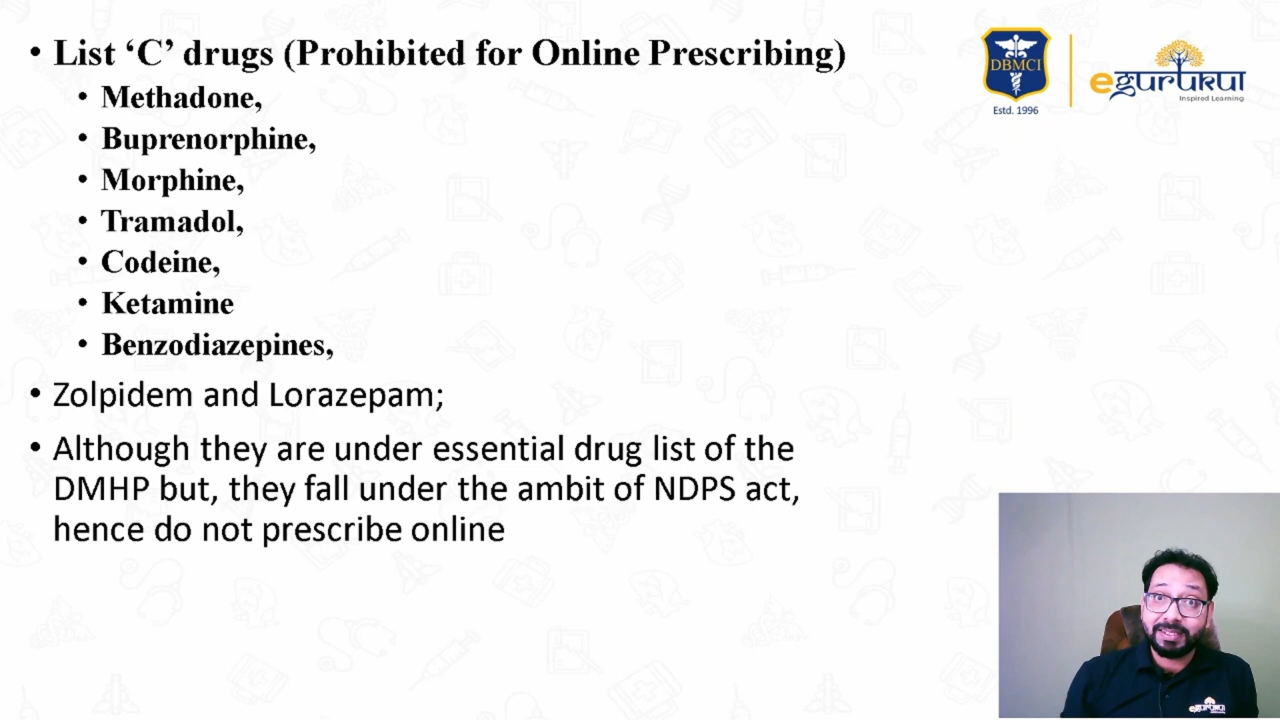 • List ‘C’ drugs (Prohibited for Online Prescribing)
• Methadone,
• Buprenorphine,
• Morphine,
• Tramadol,
• Codeine,
• Ketamine
• Benzodiazepines,
• Zolpidem and Lorazepam;
• Although they are under essential drug list of the
DMHP but, they fall under the ambit of NDPS act,
hence do not prescribe online
DBMCI
Estd. 1996
egurukul
Inspired Learning
egurukul